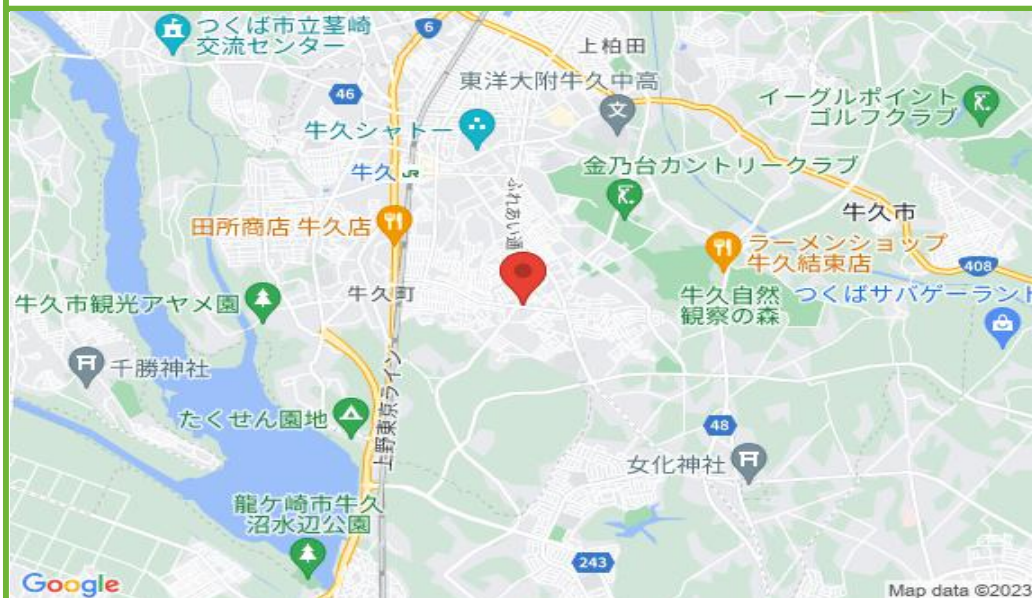 つくば市立茎崎
交流センター
6
上柏田
46
東洋大附牛久中高
文
イーグルポイント
ゴルフクラブ
牛久シャトー
牛久
JR
ふれあい通
金乃台カントリークラブ
田所商店 牛久店
牛久市
ラーメンショップ
牛久結束店
408
牛久市観光アヤメ園
牛久町
牛久自然
観察の森
つくばサバゲーランド
千勝神社
上野東京ライン
たくせん園地
48
女化神社
龍ケ崎市牛久
沼水辺公園
243
Google
Map data ©2023